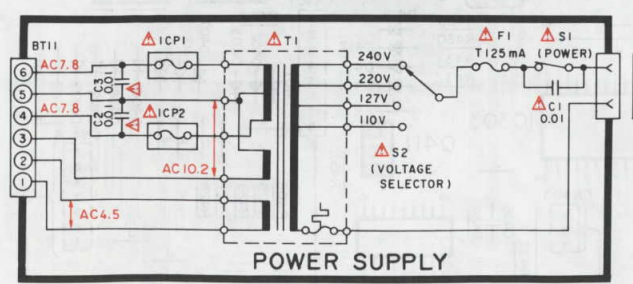 BT11
6
5
4
3
2
1
AC7.8
AC7.8
C3
0.01
C2
0.01
ICP1
ICP2
AC10.2
AC4.5
T1
240V
220V
127V
110V
S2
(VOLTAGE
SELECTOR)
F1
T125mA
S1
(POWER)
C1
0.01
POWER SUPPLY